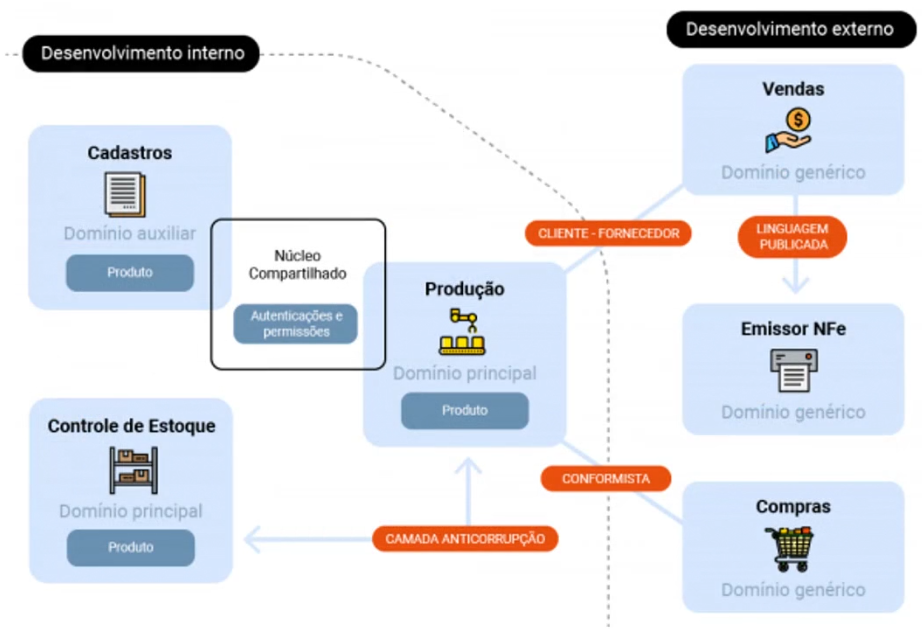 Desenvolvimento interno
Desenvolvimento externo
Cadastros
Domínio auxiliar
Produto
Núcleo
Compartilhado
Autenticações e
permissões
Produção
Domínio principal
Produto
Controle de Estoque
Domínio principal
Produto
CAMADA ANTICORRUPÇÃO
CLIENTE - FORNECEDOR
CONFORMISTA
Vendas
Domínio genérico
LINGUAGEM
PUBLICADA
Emissor NFe
Domínio genérico
Compras
Domínio genérico